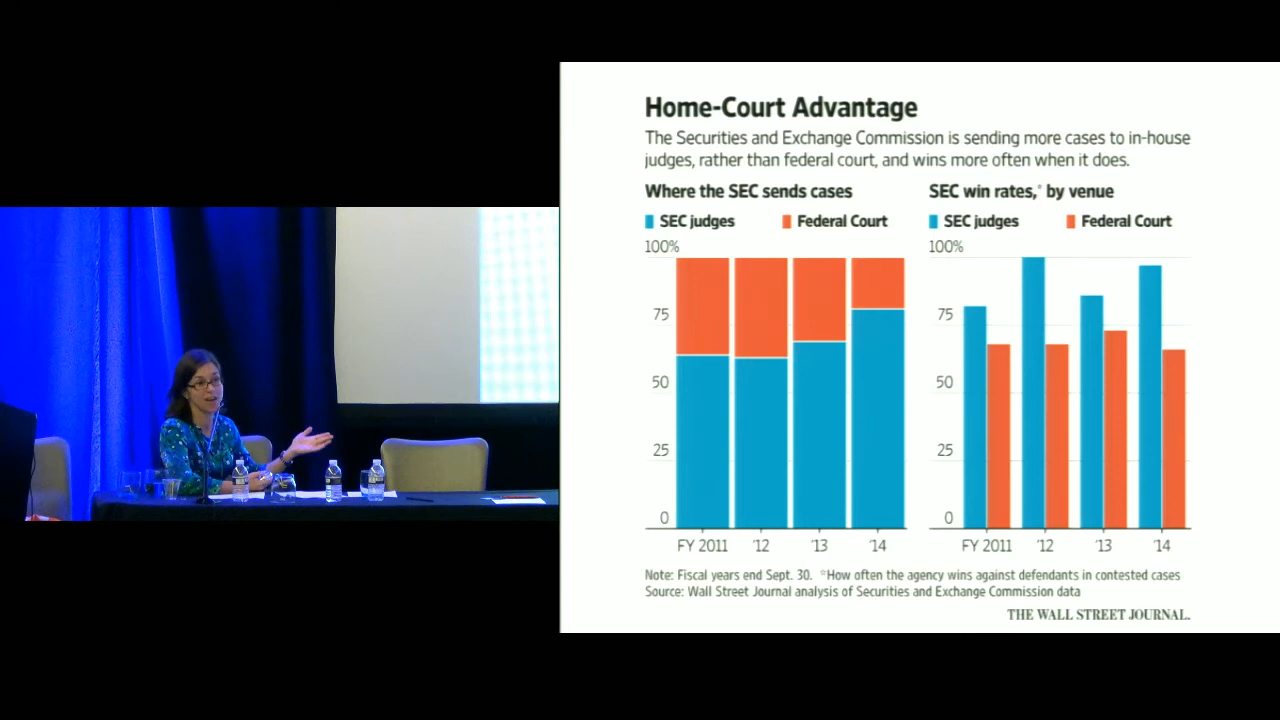 Home-Court Advantage
The Securities and Exchange Commission is sending more cases to in-house
judges, rather than federal court, and wins more often when it does.
Where the SEC sends cases
SEC judges Federal Court
100%
75
50
25
0
FY 2011 '12 '13 '14
SEC win rates,* by venue
SEC judges Federal Court
100%
75
50
25
0
FY 2011 '12 '13 '14
Note: Fiscal years end Sept. 30. *How often the agency wins against defendants in contested cases
Source: Wall Street Journal analysis of Securities and Exchange Commission data
THE WALL STREET JOURNAL.